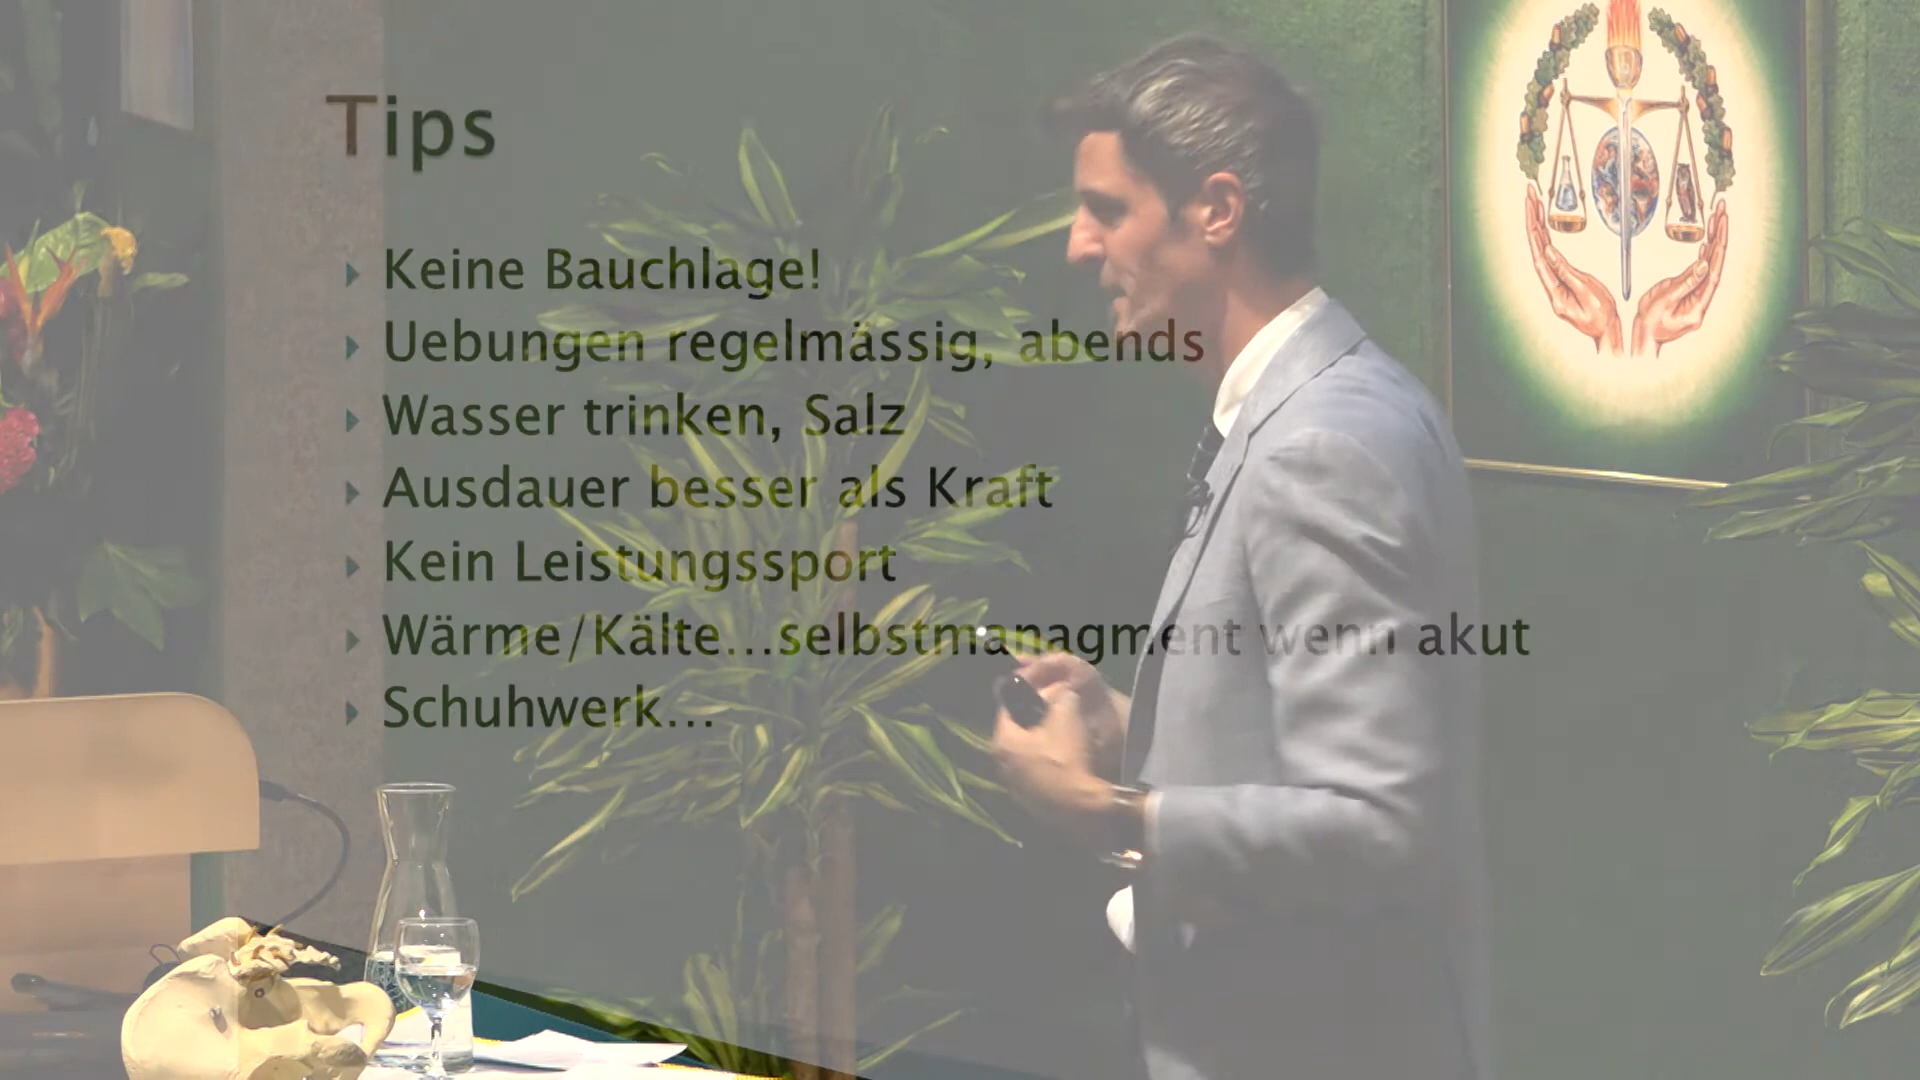 Tips
Keine Bauchlage!
Uebungen regelmässig, abends
Wasser trinken, Salz
Ausdauer besser als Kraft
Kein Leistungssport
Wärme/Kälte...selbstmanagment wenn akut
Schuhwerk...